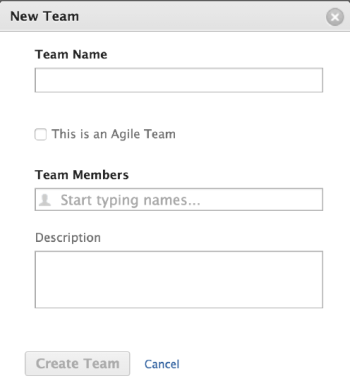 New Team
Team Name
This is an Agile Team
Team Members
Start typing names...
Description
Create Team
Cancel